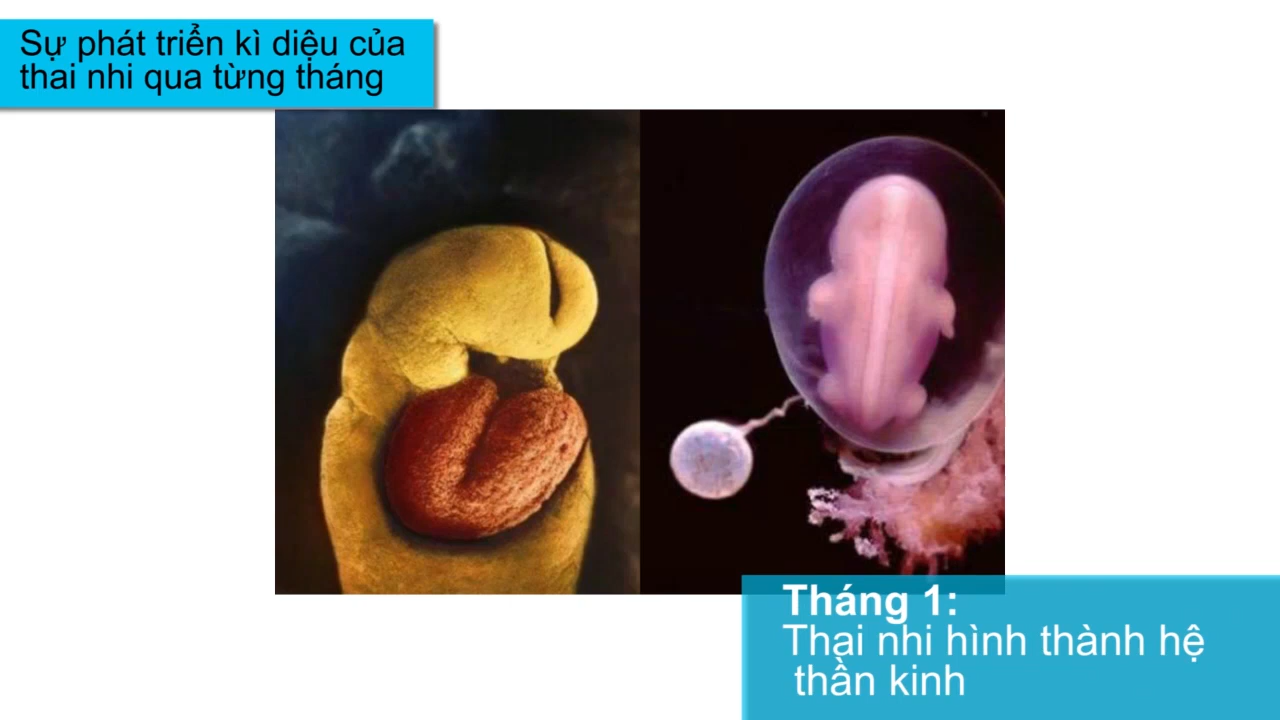 Sự phát triển kì diệu của
thai nhi qua từng tháng
Tháng 1:
Thai nhi hình thành hệ
thần kinh